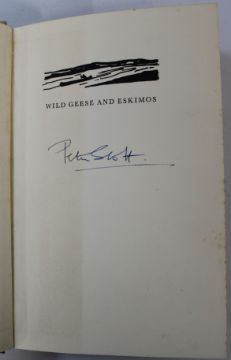 WILD GEESE AND ESKIMOS
Peter Scott.